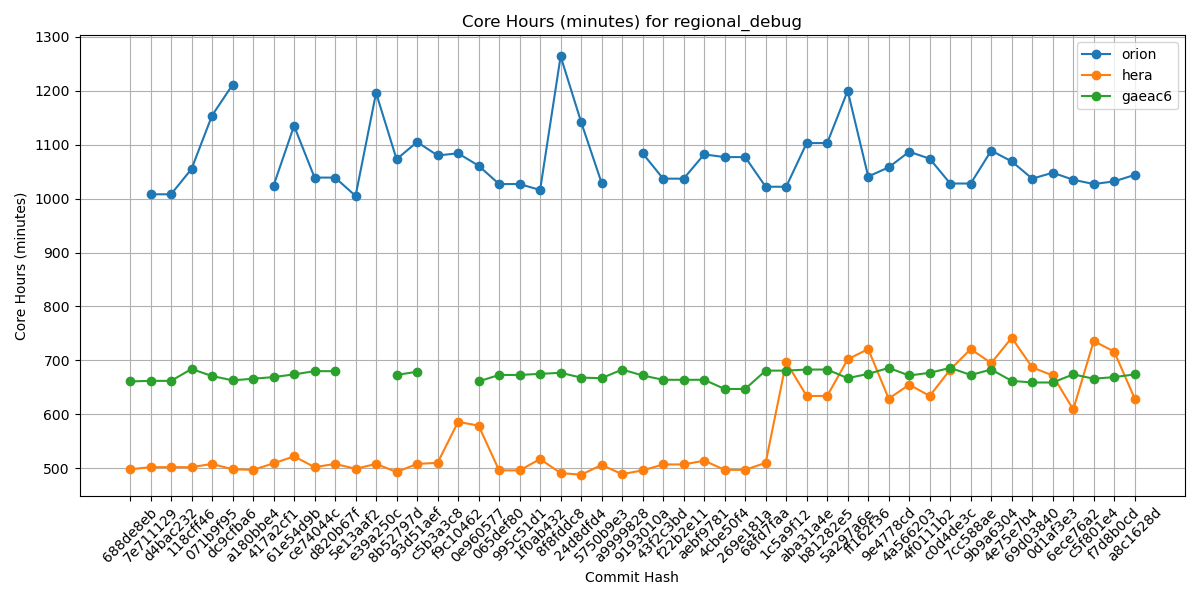 Core Hours (minutes) for regional_debug
orion
hera
gaeac6
Core Hours (minutes)
1300
1200
1100
1000
900
800
700
600
500
688de8eb
7e711129
d4bac232
118cff46
071b9f95
dc9cfba6
a180bbe4
417a2cf1
61e54d9b
ce74044c
d820b67f
5e13aaf2
e39a250c
8b52797d
93d51aef
c5b3a3c8
f9c10462
0e960577
065def80
995c51d1
1f0ab432
8f8fddc8
24d8dfd4
5750b9e3
a9999828
9193010a
43f2c3bd
f22b2e11
aebf9781
4cbe50f4
269e181a
68fd7faa
1c5a9f12
aba31a4e
b81282e5
5a297a6e
ff162f36
9e4778cd
4a566203
4f0111b2
c0d4de3c
7cc588ae
9b9a6304
4e75e7b4
69d03840
0d1af3e3
6ece76a2
c5f801e4
f7d8b0cd
a8c1628d
Commit Hash